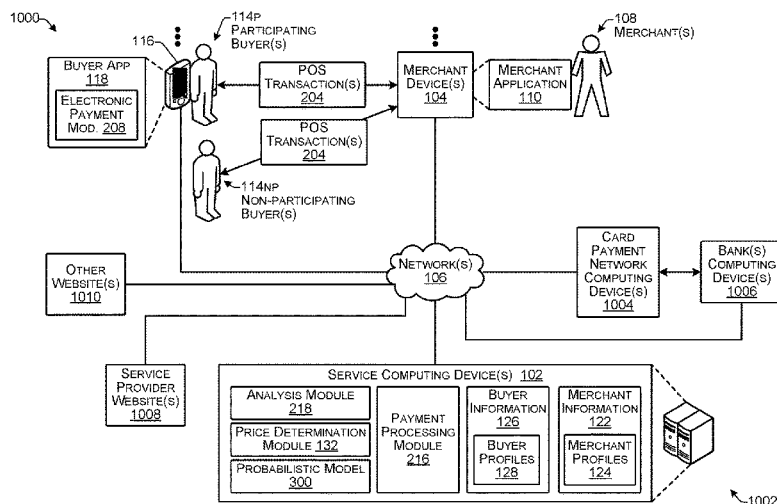 1000
116
114P
PARTICIPATING
BUYER(S)
108
MERCHANT(S)
BUYER APP
118
ELECTRONIC
PAYMENT
MOD. 208
POS
TRANSACTION(S)
204
MERCHANT
DEVICE(S)
104
MERCHANT
APPLICATION
110
POS
TRANSACTION(S)
204
114NP
NON-PARTICIPATING
BUYER(S)
OTHER
WEBSITE(S)
1010
NETWORK(S)
106
CARD
PAYMENT
NETWORK
COMPUTING
DEVICE(S)
1004
BANK(S)
COMPUTING
DEVICE(S)
1006
SERVICE
PROVIDER
WEBSITE(S)
1008
SERVICE COMPUTING DEVICE(S) 102
ANALYSIS MODULE
218
PRICE DETERMINATION
MODULE 132
PROBABILISTIC MODEL
300
PAYMENT
PROCESSING
MODULE
216
BUYER
INFORMATION
126
BUYER
PROFILES
128
MERCHANT
INFORMATION
122
MERCHANT
PROFILES
124
1002